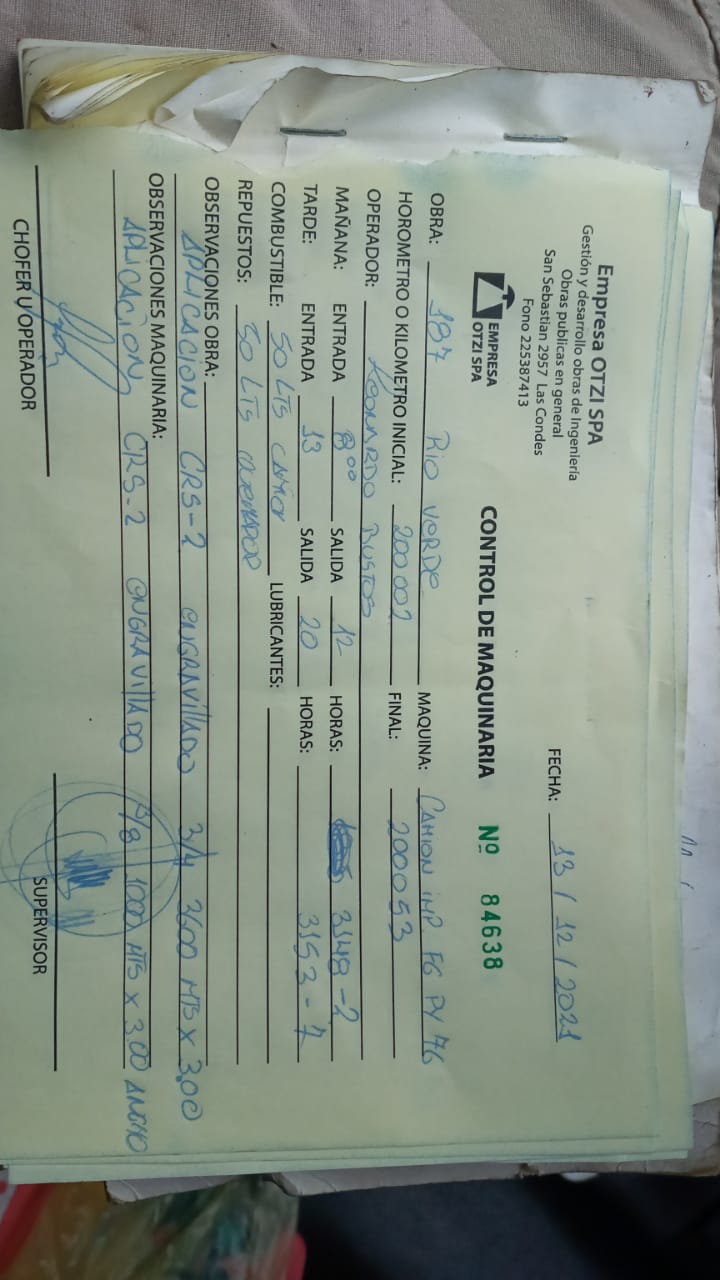 Empresa OTZI SPA
Gestión y desarrollo obras de Ingeniería
Obras publicas en general
San Sebastian 2957 Las Condes
Fono 225387413
EMPRESA
OTZI SPA
FECHA: 13 / 12 / 2021
CONTROL DE MAQUINARIA Nº 84638
OBRA: 187 Rio Verde MAQUINA: CAMION imp. FG PY 76
HOROMETRO O KILOMETRO INICIAL: 200002 FINAL: 200053
OPERADOR: Leonardo Bustos
MAÑANA: ENTRADA 8°° SALIDA 12 HORAS: 3148-2
TARDE: ENTRADA 13 SALIDA 20 HORAS: 3153-7
COMBUSTIBLE: 50 LTS camion LUBRICANTES:
REPUESTOS: 50 LTS quemador
OBSERVACIONES OBRA:
APLICACION CRS-2 engravillado 3/4 3600 MTS x 3.00
OBSERVACIONES MAQUINARIA:
APLICACION CRS-2 engravillado 1000 MTS x 3.00 ancho
CHOFER U OPERADOR
SUPERVISOR